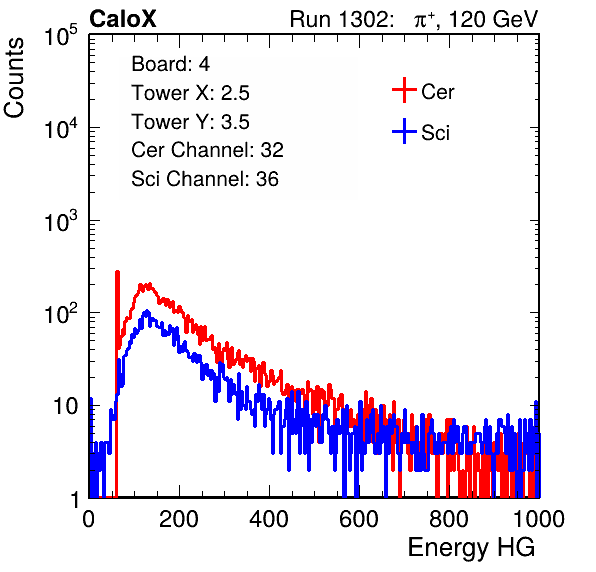 CaloX Run 1302: π⁺, 120 GeV
Counts
Board: 4
Tower X: 2.5
Tower Y: 3.5
Cer Channel: 32
Sci Channel: 36
Cer
Sci
10⁵
10⁴
10³
10²
10
1
0 200 400 600 800 1000
Energy HG